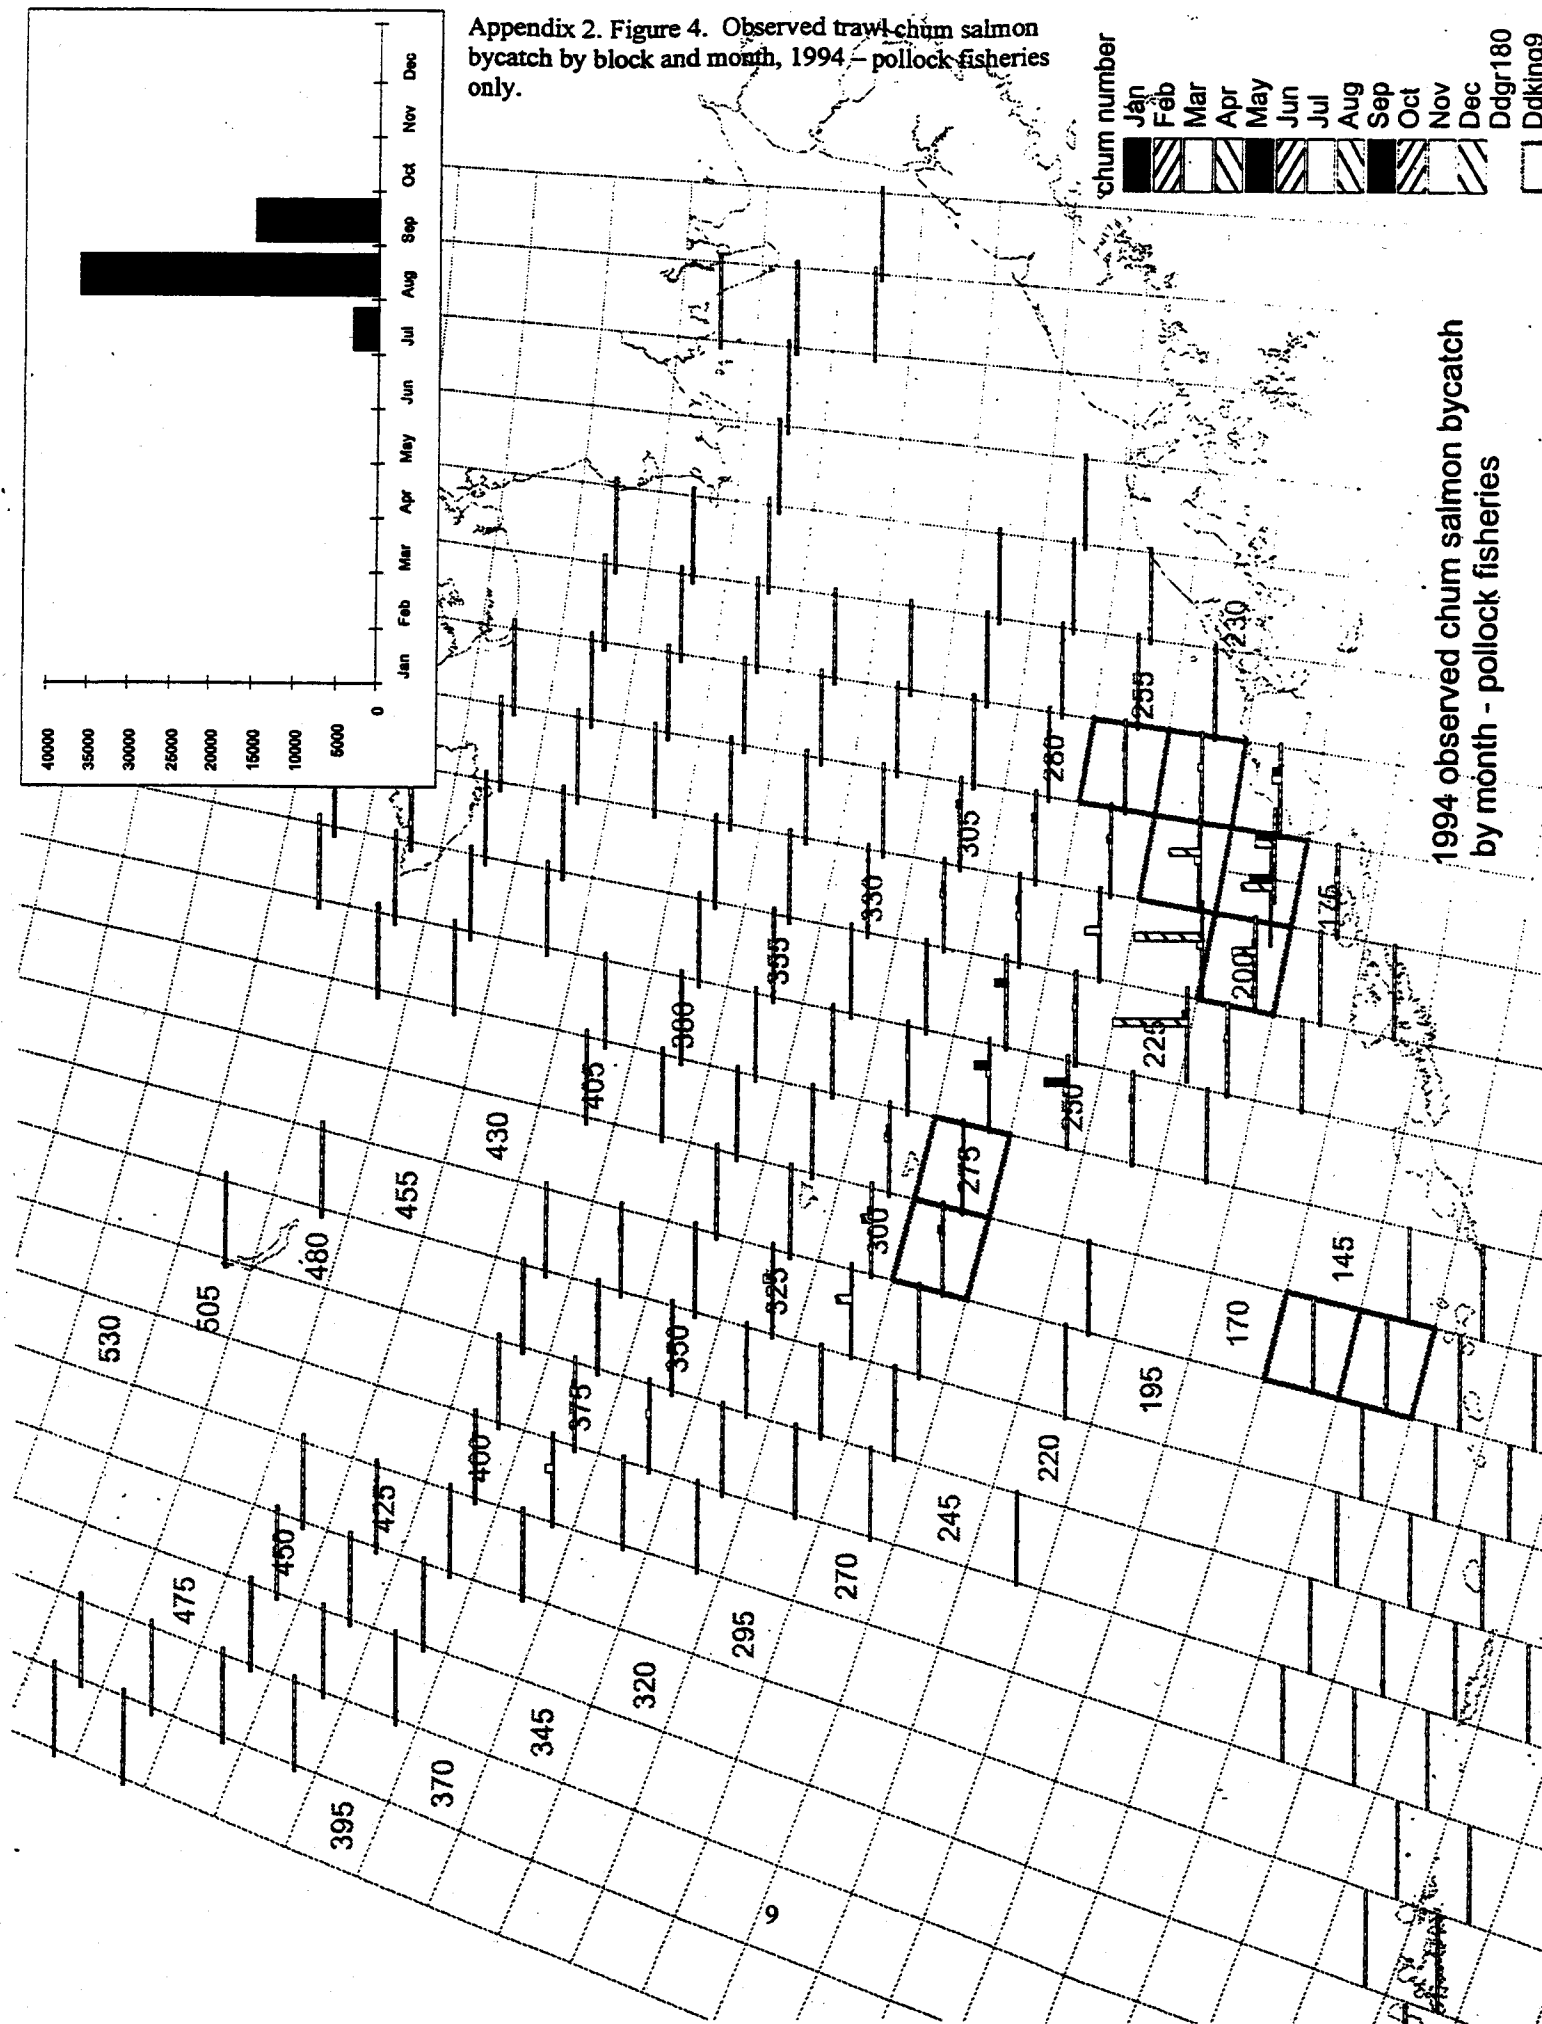 Appendix 2. Figure 4. Observed trawl chum salmon
bycatch by block and month, 1994 – pollock fisheries
only.
40000
35000
30000
25000
20000
15000
10000
5000
0
Jan
Feb
Mar
Apr
May
Jun
Jul
Aug
Sep
Oct
Nov
Dec
chum number
Jan
Feb
Mar
Apr
May
Jun
Jul
Aug
Sep
Oct
Nov
Dec
Ddgr180
Ddking9
1994 observed chum salmon bycatch
by month - pollock fisheries
530
505
480
455
430
405
380
355
330
305
280
255
230
475
450
425
400
375
350
325
300
275
250
225
200
175
395
370
345
320
295
270
245
220
195
170
145
9